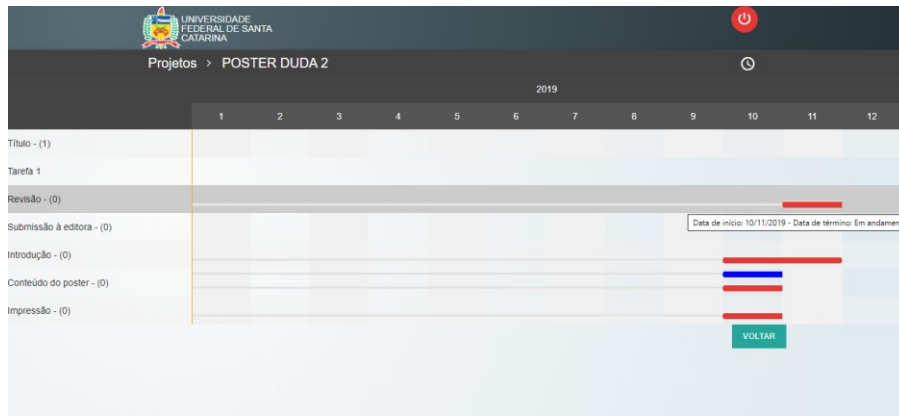 UNIVERSIDADE
FEDERAL DE SANTA
CATARINA
Projetos > POSTER DUDA 2
2019
1 2 3 4 5 6 7 8 9 10 11 12
Título - (1)
Tarefa 1
Revisão - (0)
Data de início: 10/11/2019 - Data de término: Em andamen
Submissão à editora - (0)
Introdução - (0)
Conteúdo do poster - (0)
Impressão - (0)
VOLTAR